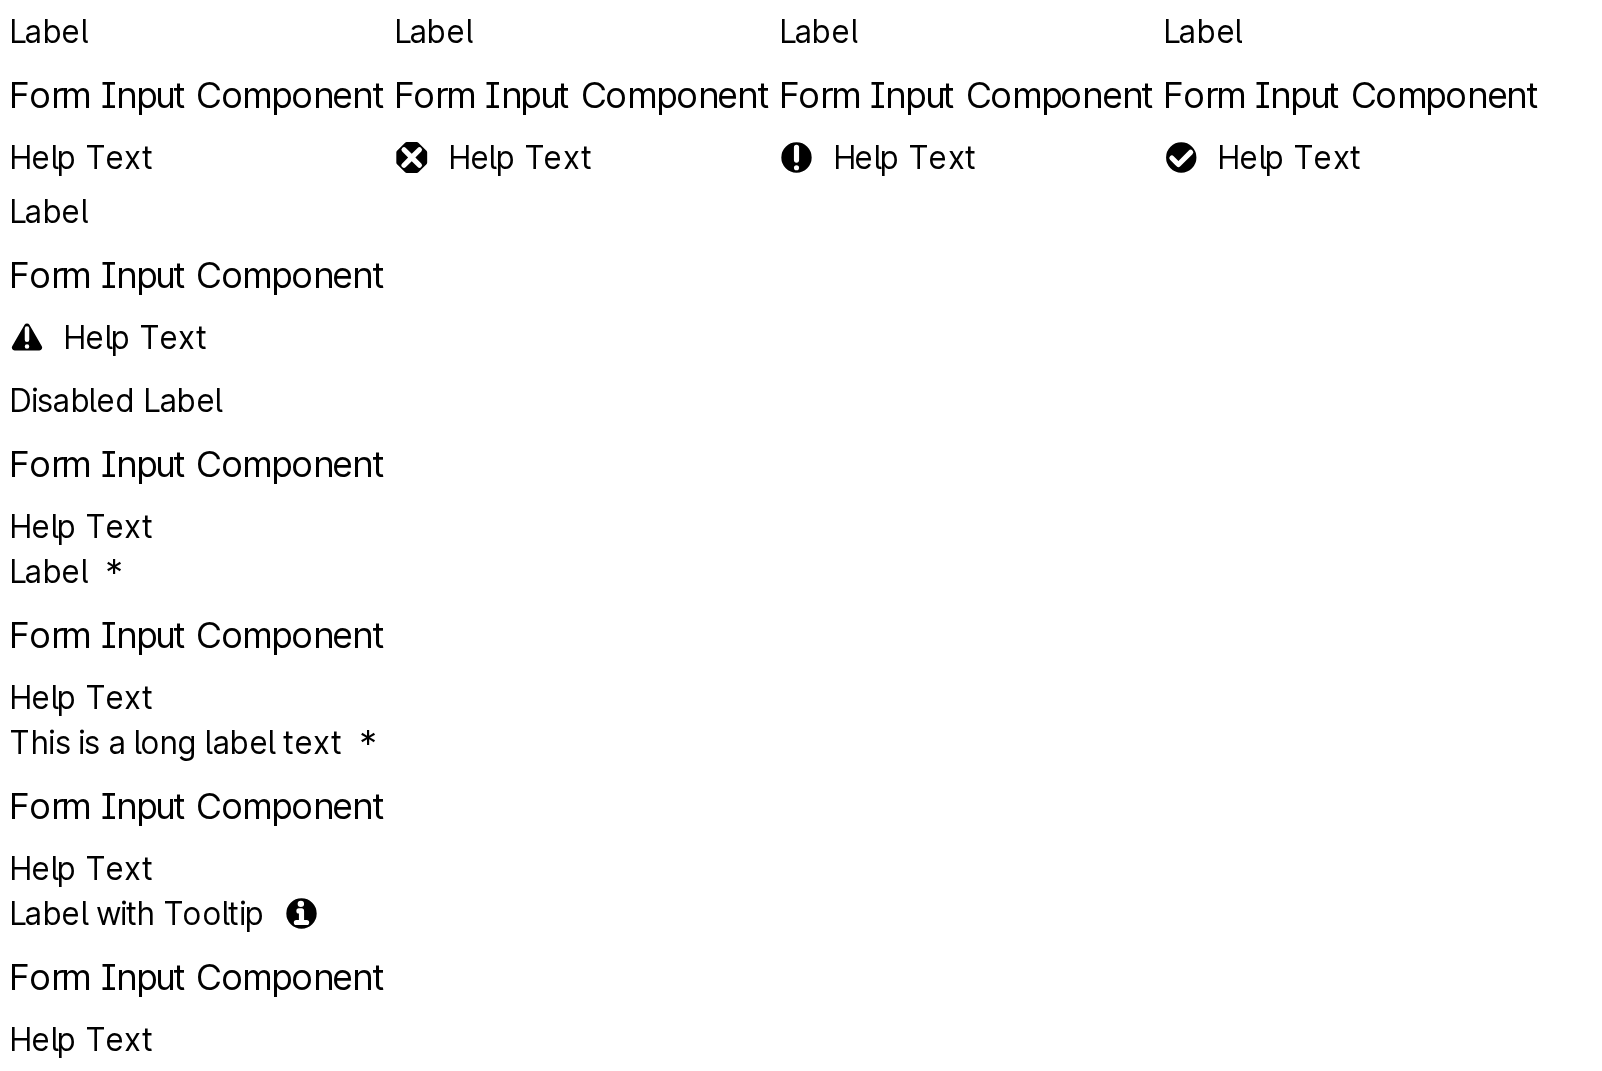 Label Label Label Label
Form Input Component Form Input Component Form Input Component Form Input Component
Help Text Help Text Help Text Help Text
Label
Form Input Component
Help Text
Disabled Label
Form Input Component
Help Text
Label *
Form Input Component
Help Text
This is a long label text *
Form Input Component
Help Text
Label with Tooltip
Form Input Component
Help Text